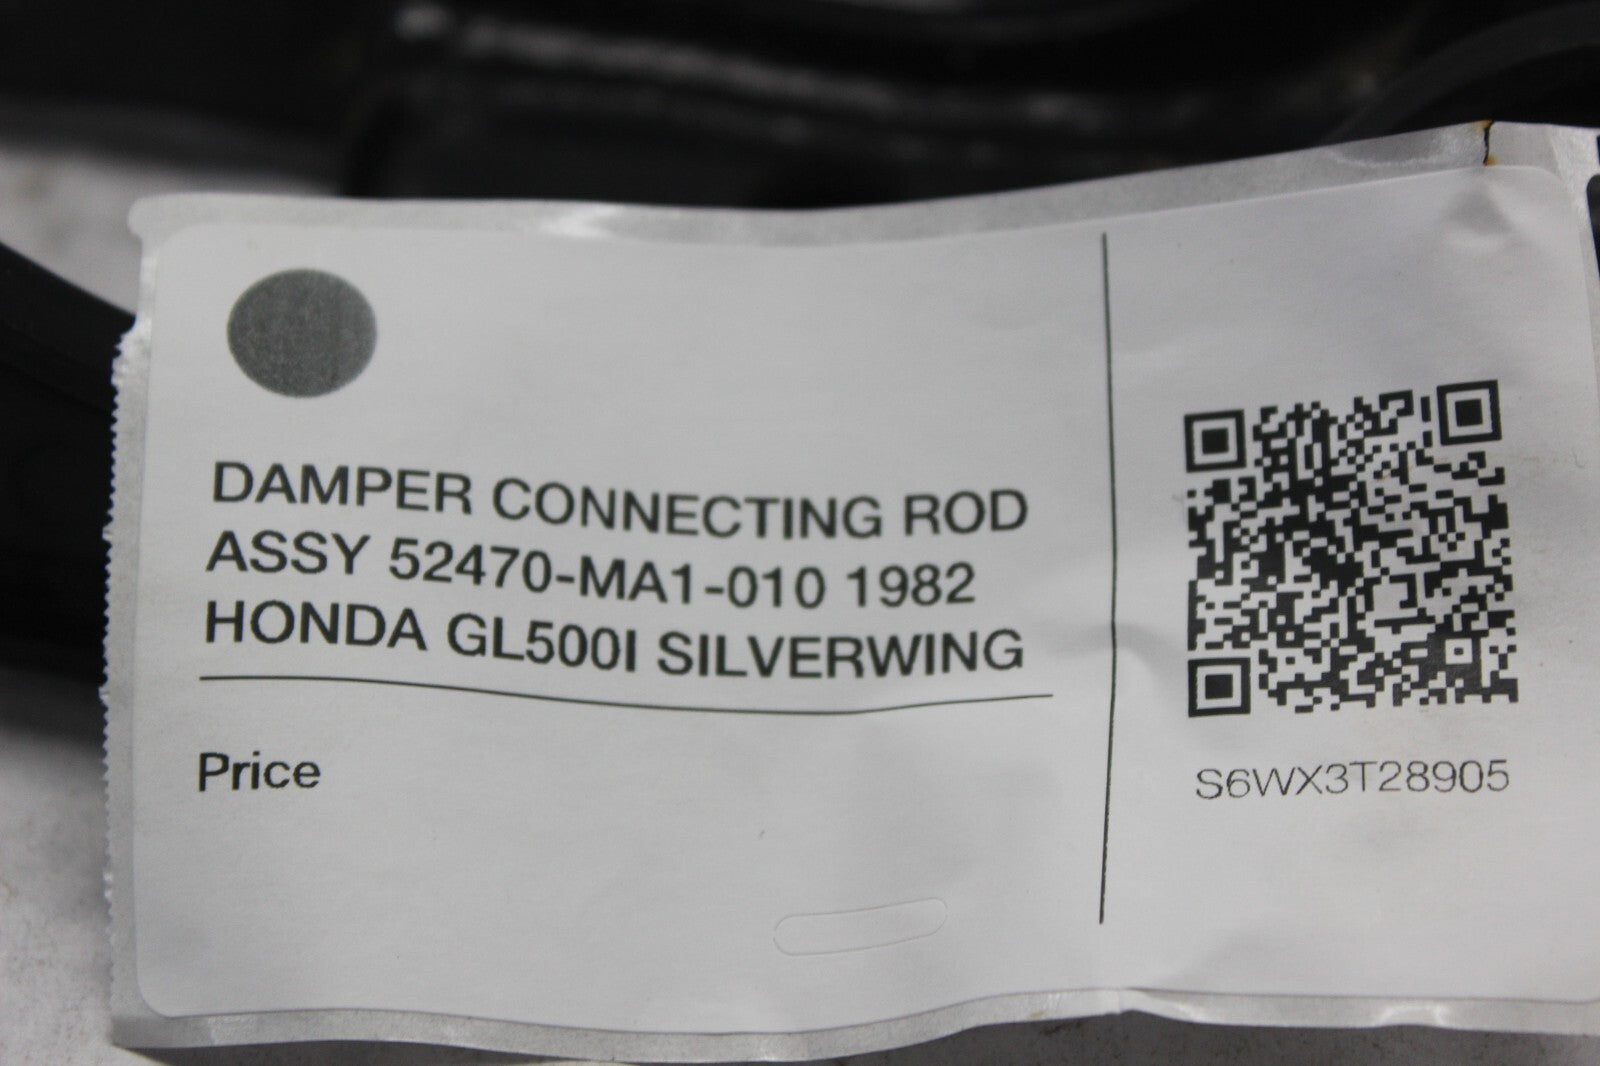 DAMPER CONNECTING ROD
ASSY 52470-MA1-010 1982
HONDA GL500I SILVERWING
Price
S6WX3T28905